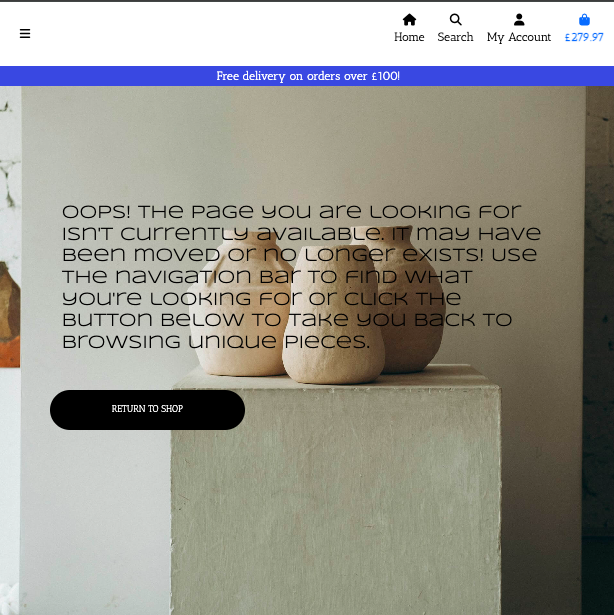 Home Search My Account £279.97
Free delivery on orders over £100!
OOPS! THE PAGE YOU ARE LOOKING FOR
ISN'T CURRENTLY AVAILABLE. IT MAY HAVE
BEEN MOVED OR NO LONGER EXISTS! USE
THE NAVIGATION BAR TO FIND WHAT
YOU'RE LOOKING FOR OR CLICK THE
BUTTON BELOW TO TAKE YOU BACK TO
BROWSING UNIQUE PIECES.
RETURN TO SHOP